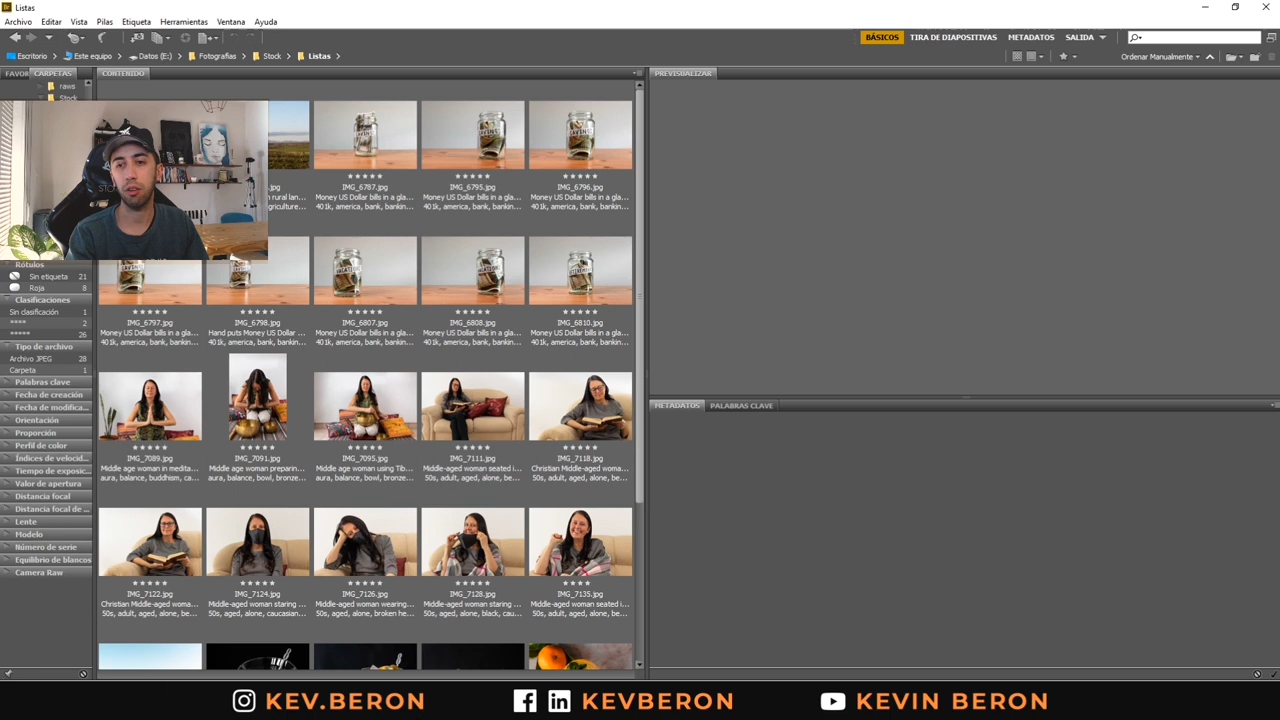 Br Listas
Archivo Editar Vista Pilas Etiqueta Herramientas Ventana Ayuda
BÁSICOS TIRA DE DIAPOSITIVAS METADATOS SALIDA
Escritorio Este equipo Datos (E:) Fotografias Stock Listas
Ordenar Manualmente
FAVOR CARPETAS CONTENIDO PREVISUALIZAR
raws
Stock
IMG_6787.jpg IMG_6795.jpg IMG_6796.jpg
Money US Dollar bills in a gla... Money US Dollar bills in a gla... Money US Dollar bills in a gla...
401k, america, bank, bankin... 401k, america, bank, bankin... 401k, america, bank, bankin...
Rótulos
Sin etiqueta 21
Roja 8
Clasificaciones
Sin clasificación 1
**** 2
***** 26
Tipo de archivo
Archivo JPEG 28
Carpeta 1
Palabras clave
Fecha de creación
Fecha de modifica...
Orientación
Proporción
Perfil de color
Índices de velocid...
Tiempo de exposic...
Valor de apertura
Distancia focal
Distancia focal de ...
Lente
Modelo
Número de serie
Equilibrio de blancos
Camera Raw
IMG_6797.jpg IMG_6798.jpg IMG_6807.jpg IMG_6808.jpg IMG_6810.jpg
Money US Dollar bills in a gla... Hand puts Money US Dollar ... Money US Dollar bills in a gla... Money US Dollar bills in a gla... Money US Dollar bills in a gla...
401k, america, bank, bankin... 401k, america, bank, bankin... 401k, america, bank, bankin... 401k, america, bank, bankin... 401k, america, bank, bankin...
IMG_7089.jpg IMG_7091.jpg IMG_7095.jpg IMG_7111.jpg IMG_7118.jpg
Middle age woman in medita... Middle age woman preparin... Middle age woman using Tib... Middle-aged woman seated i... Christian Middle-aged woma...
aura, balance, buddhism, ca... aura, balance, bowl, bronze... aura, balance, bowl, bronze... 50s, adult, aged, alone, be... 50s, adult, aged, alone, be...
IMG_7122.jpg IMG_7124.jpg IMG_7126.jpg IMG_7128.jpg IMG_7135.jpg
Christian Middle-aged woma... Middle-aged woman staring ... Middle-aged woman wearing... Middle-aged woman staring ... Middle-aged woman seated i...
50s, adult, aged, alone, be... 50s, aged, alone, caucasian... 50s, aged, alone, broken he... 50s, aged, alone, black, cau... 50s, adult, aged, alone, be...
METADATOS PALABRAS CLAVE
KEV.BERON KEVBERON KEVIN BERON